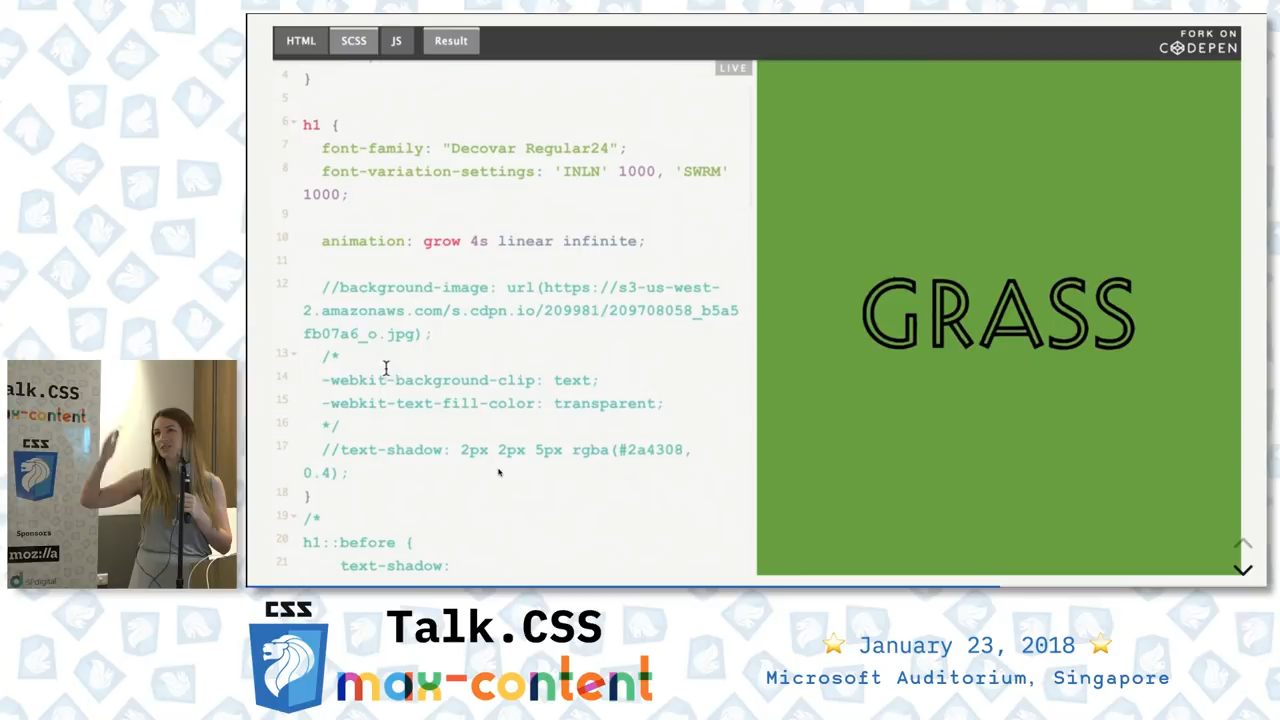 HTML
SCSS
JS
Result
FORK ON
CODEPEN
LIVE
4
}
5
6
h1 {
7
font-family: "Decovar Regular24";
8
font-variation-settings: 'INLN' 1000, 'SWRM'
1000;
9
10
animation: grow 4s linear infinite;
11
12
//background-image: url(https://s3-us-west-
2.amazonaws.com/s.cdpn.io/209981/209708058_b5a5
fb07a6_o.jpg);
13
/*
14
-webkit-background-clip: text;
15
-webkit-text-fill-color: transparent;
16
*/
17
//text-shadow: 2px 2px 5px rgba(#2a4308,
0.4);
18
}
19
/*
20
h1::before {
21
text-shadow:
GRASS
alk.CSS
x-content
CSS
Sponsors
moz://a
SPdigital
CSS
Talk.CSS
max-content
January 23, 2018
Microsoft Auditorium, Singapore